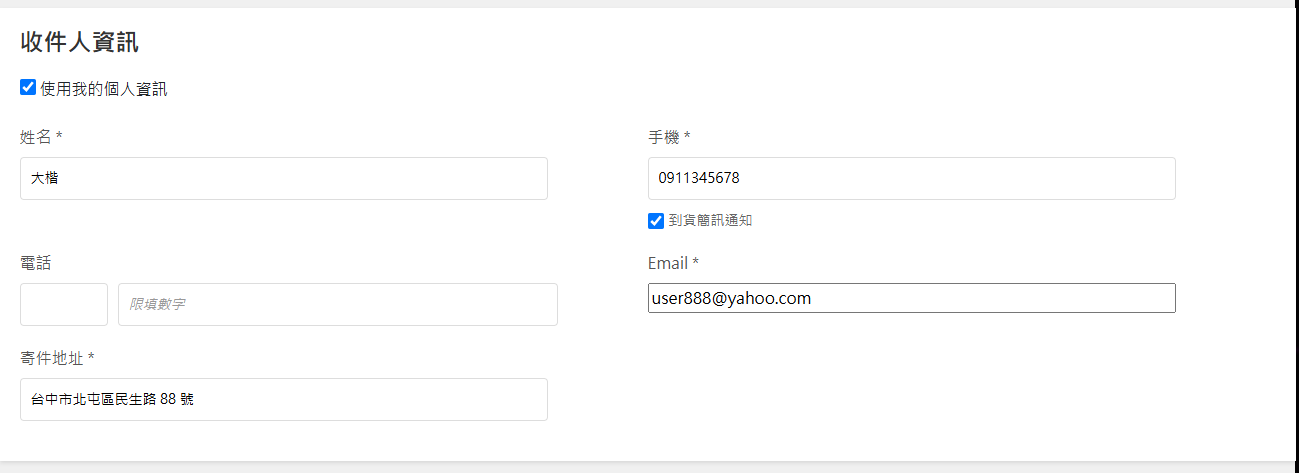 收件人資訊
使用我的個人資訊
姓名 *
手機 *
大楷
0911345678
到貨簡訊通知
電話
Email *
限填數字
user888@yahoo.com
寄件地址 *
台中市北屯區民生路 88 號